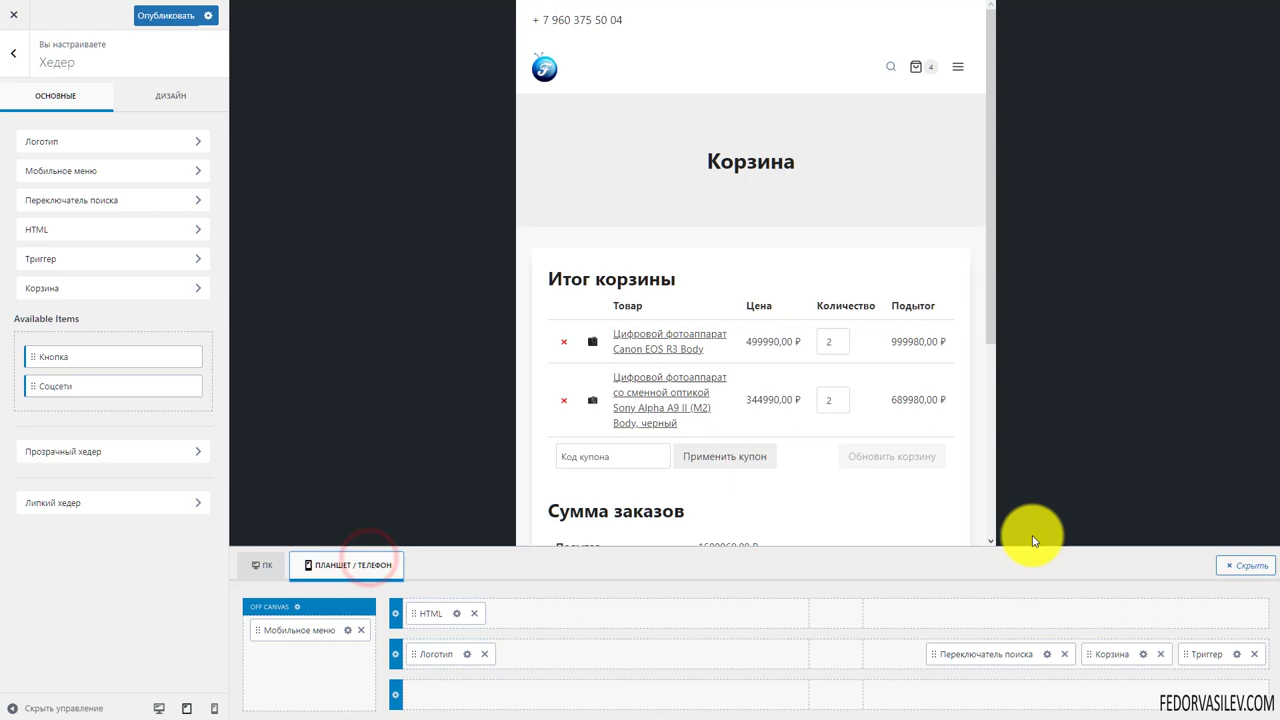 Опубликовать
Вы настраиваете
Хедер
ОСНОВНЫЕ
ДИЗАЙН
Логотип
Мобильное меню
Переключатель поиска
HTML
Триггер
Корзина
Available Items
Кнопка
Соцсети
Прозрачный хедер
Липкий хедер
Скрыть управление
+ 7 960 375 50 04
4
Корзина
Итог корзины
Товар Цена Количество Подытог
Цифровой фотоаппарат
Canon EOS R3 Body
499990,00 ₽ 2 999980,00 ₽
Цифровой фотоаппарат
со сменной оптикой
Sony Alpha A9 II (M2)
Body, черный
344990,00 ₽ 2 689980,00 ₽
Код купона Применить купон Обновить корзину
Сумма заказов
ПК
ПЛАНШЕТ / ТЕЛЕФОН
× Скрыть
OFF CANVAS
Мобильное меню
HTML
Логотип
Переключатель поиска
Корзина
Триггер
FEDORVASILEV.COM